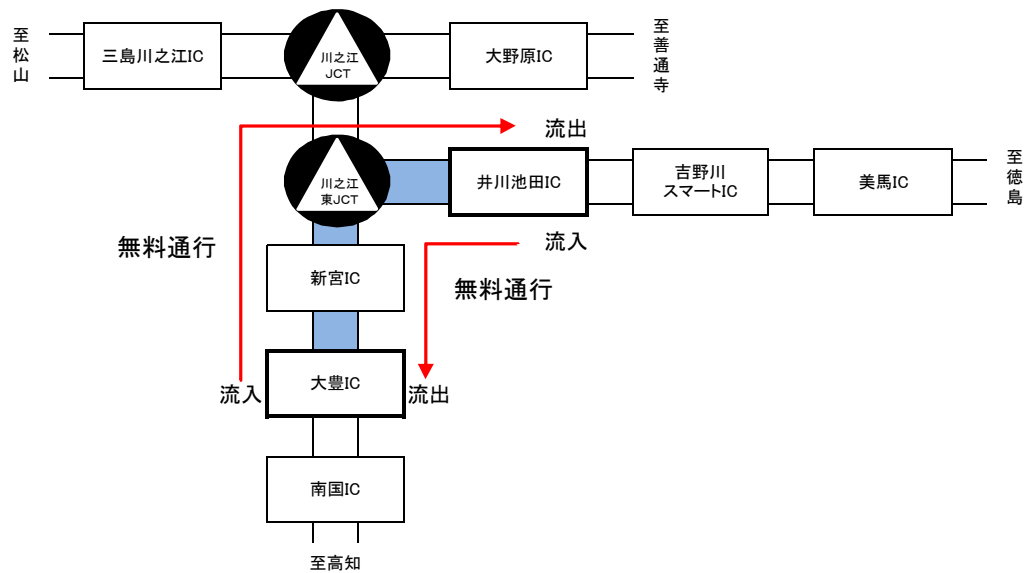 至松山
三島川之江IC
川之江
JCT
大野原IC
至善通寺
流出
川之江
東JCT
井川池田IC
吉野川
スマートIC
美馬IC
至徳島
無料通行
流入
新宮IC
無料通行
流入
大豊IC
流出
南国IC
至高知